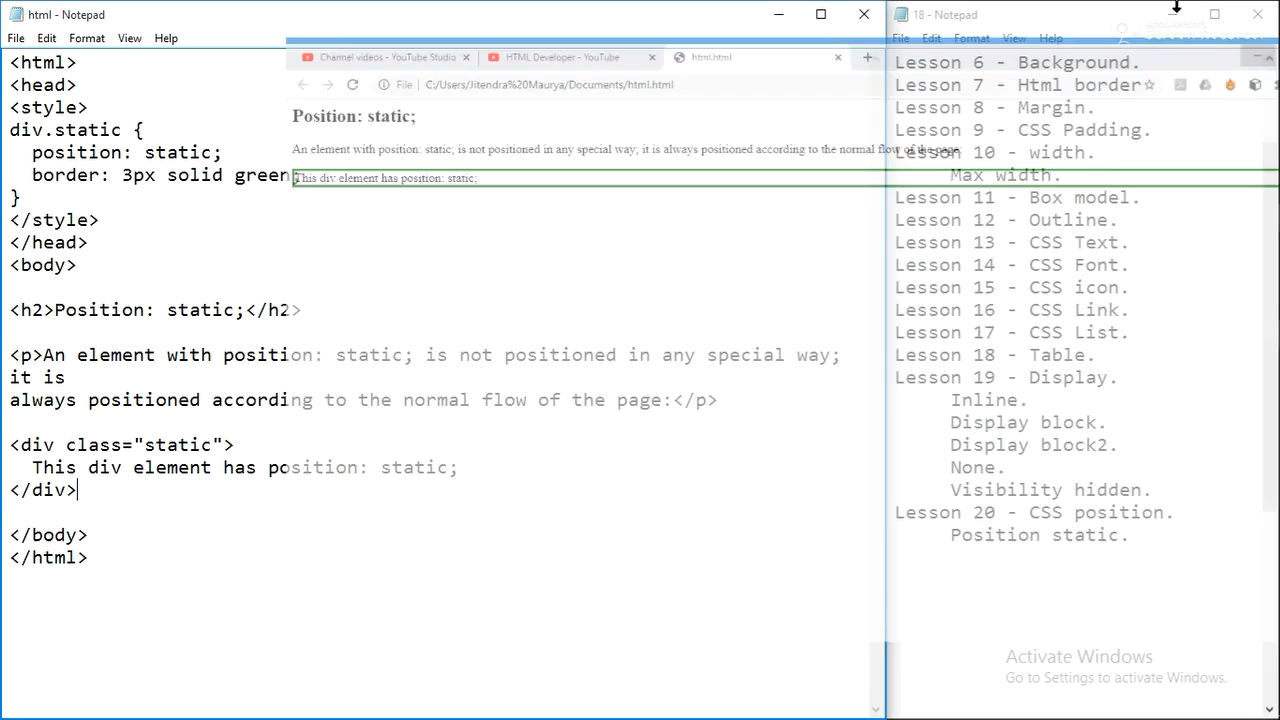 html - Notepad
File Edit Format View Help
<html>
<head>
<style>
div.static {
position: static;
border: 3px solid green
}
</style>
</head>
<body>
<h2>Position: static;</h2>
<p>An element with position: static; is not positioned in any special way;
it is
always positioned according to the normal flow of the page:</p>
<div class="static">
This div element has position: static;
</div>
</body>
</html>
Channel videos - YouTube Studio
HTML Developer - YouTube
html.html
File C:/Users/Jitendra%20Maurya/Documents/html.html
Position: static;
An element with position: static; is not positioned in any special way; it is always positioned according to the normal flow of the page:
This div element has position: static;
18 - Notepad
File Edit Format View Help
Lesson 6 - Background.
Lesson 7 - Html border
Lesson 8 - Margin.
Lesson 9 - CSS Padding.
Lesson 10 - width.
Max width.
Lesson 11 - Box model.
Lesson 12 - Outline.
Lesson 13 - CSS Text.
Lesson 14 - CSS Font.
Lesson 15 - CSS icon.
Lesson 16 - CSS Link.
Lesson 17 - CSS List.
Lesson 18 - Table.
Lesson 19 - Display.
Inline.
Display block.
Display block2.
None.
Visibility hidden.
Lesson 20 - CSS position.
Position static.
Activate Windows
Go to Settings to activate Windows.